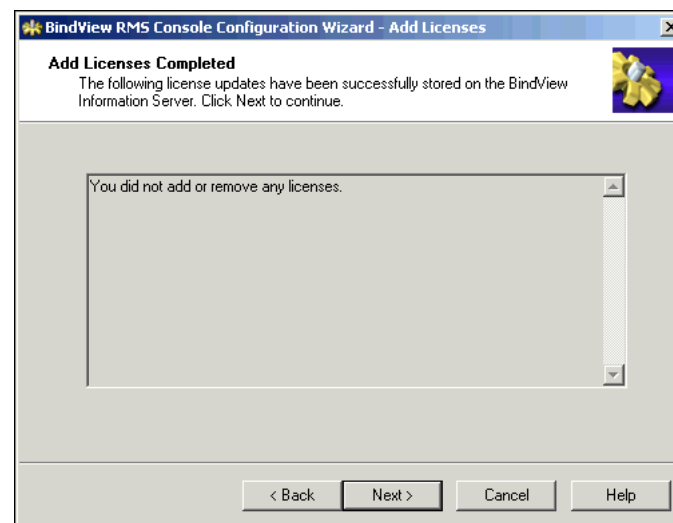 BindView RMS Console Configuration Wizard - Add Licenses
Add Licenses Completed
The following license updates have been successfully stored on the BindView
Information Server. Click Next to continue.
You did not add or remove any licenses.
< Back
Next >
Cancel
Help